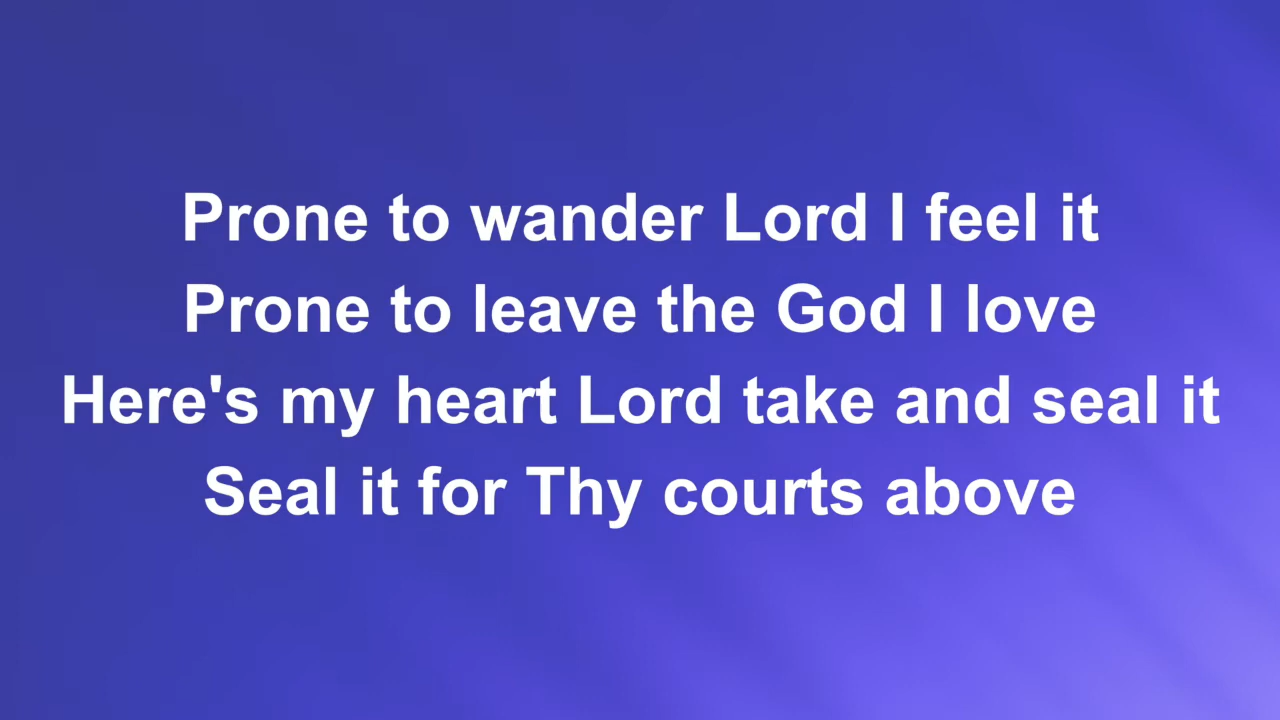 Prone to wander Lord I feel it
Prone to leave the God I love
Here's my heart Lord take and seal it
Seal it for Thy courts above